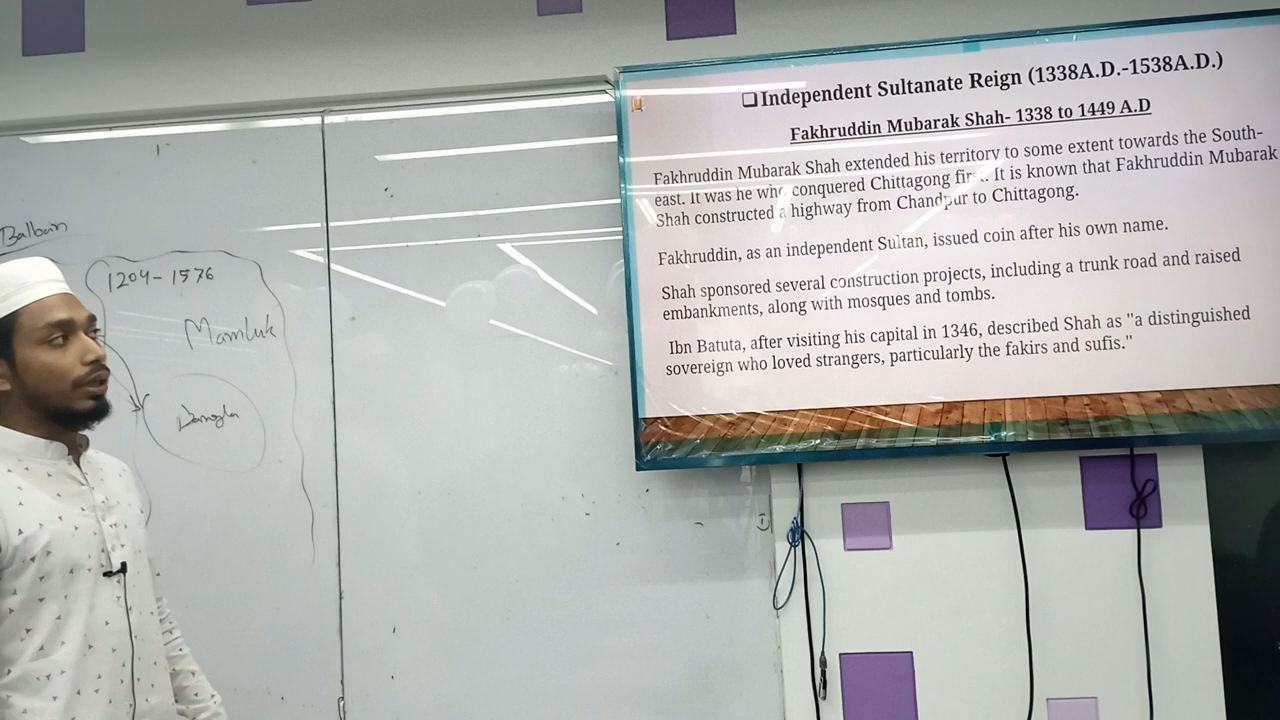 Balban
1204-1576
Mamluk
Bangla
❑Independent Sultanate Reign (1338A.D.-1538A.D.)
Fakhruddin Mubarak Shah- 1338 to 1449 A.D
Fakhruddin Mubarak Shah extended his territory to some extent towards the South-
east. It was he who conquered Chittagong first. It is known that Fakhruddin Mubarak
Shah constructed a highway from Chandpur to Chittagong.
Fakhruddin, as an independent Sultan, issued coin after his own name.
Shah sponsored several construction projects, including a trunk road and raised
embankments, along with mosques and tombs.
Ibn Batuta, after visiting his capital in 1346, described Shah as "a distinguished
sovereign who loved strangers, particularly the fakirs and sufis."